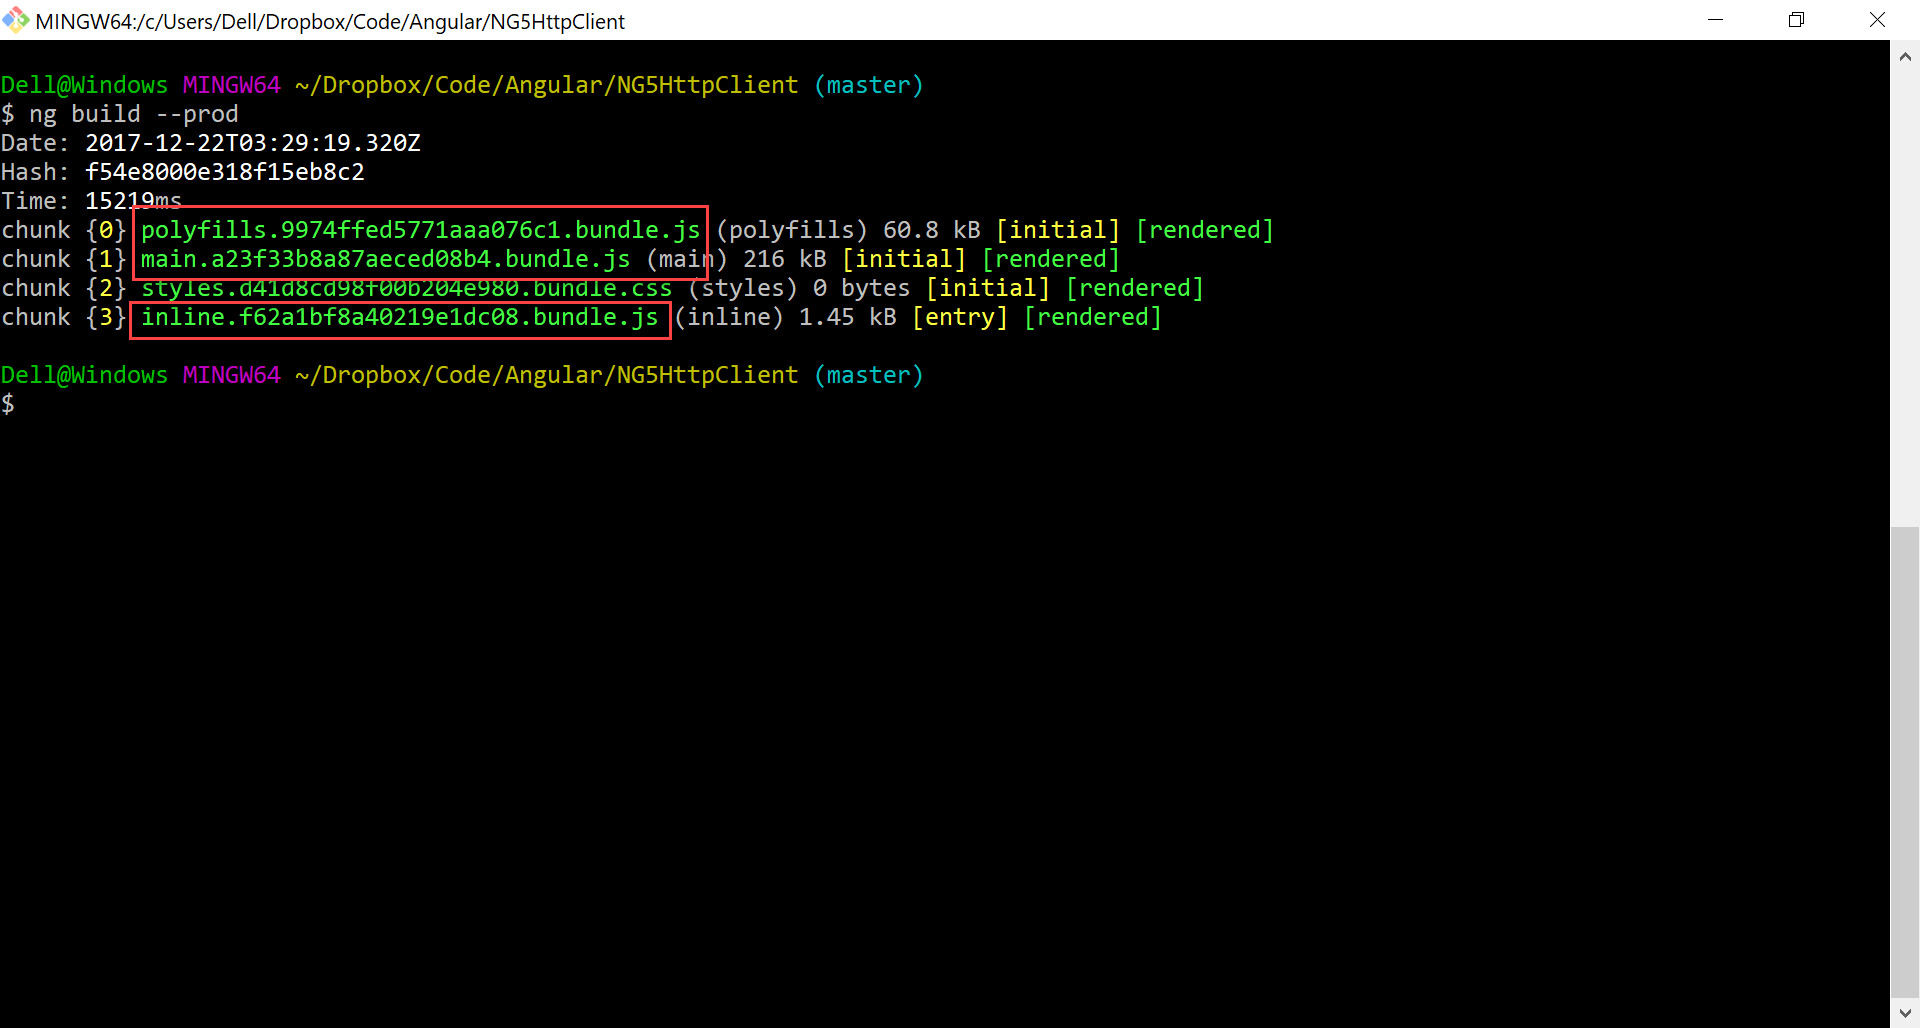 MINGW64:/c/Users/Dell/Dropbox/Code/Angular/NG5HttpClient
Dell@Windows MINGW64 ~/Dropbox/Code/Angular/NG5HttpClient (master)
$ ng build --prod
Date: 2017-12-22T03:29:19.320Z
Hash: f54e8000e318f15eb8c2
Time: 15219ms
chunk {0} polyfills.9974ffed5771aaa076c1.bundle.js (polyfills) 60.8 kB [initial] [rendered]
chunk {1} main.a23f33b8a87aeced08b4.bundle.js (main) 216 kB [initial] [rendered]
chunk {2} styles.d41d8cd98f00b204e980.bundle.css (styles) 0 bytes [initial] [rendered]
chunk {3} inline.f62a1bf8a40219e1dc08.bundle.js (inline) 1.45 kB [entry] [rendered]
Dell@Windows MINGW64 ~/Dropbox/Code/Angular/NG5HttpClient (master)
$